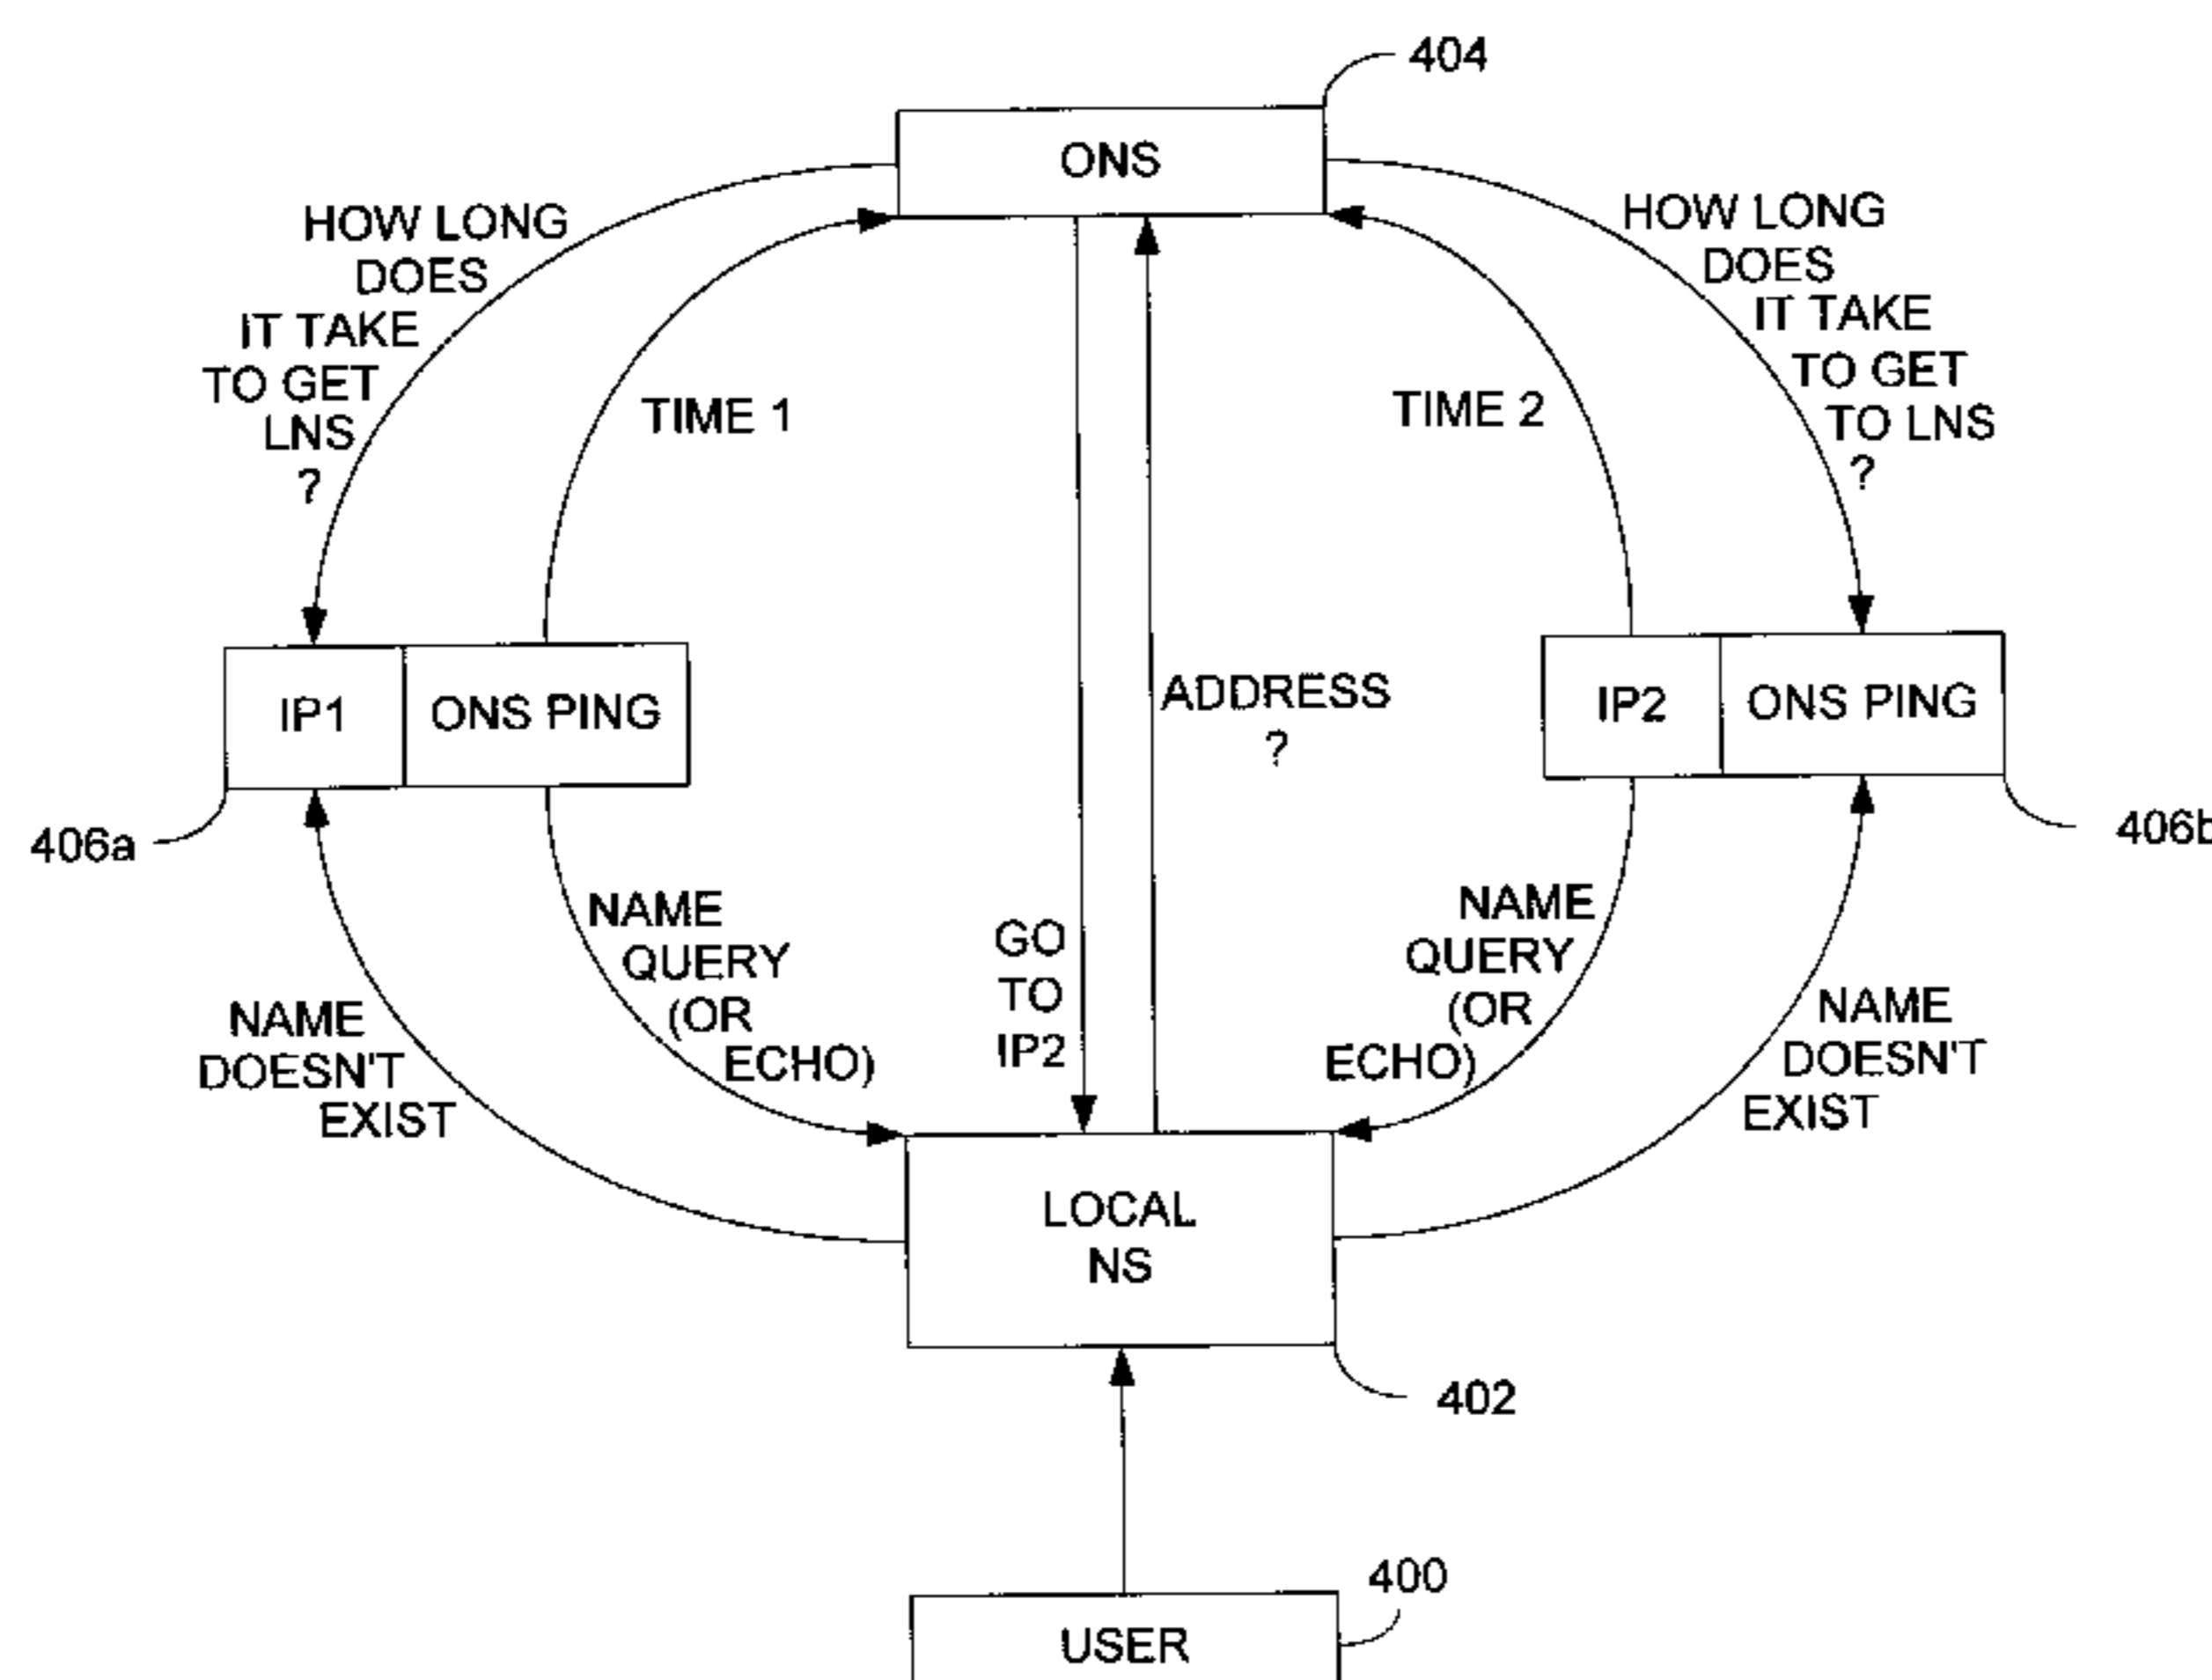 404
ONS
HOW LONG
DOES
IT TAKE
TO GET
LNS
?
TIME 1
TIME 2
HOW LONG
DOES
IT TAKE
TO GET
TO LNS
?
IP1
ONS PING
ADDRESS
?
IP2
ONS PING
406a
406b
NAME
QUERY
(OR
ECHO)
GO
TO
IP2
NAME
QUERY
(OR
ECHO)
NAME
DOESN'T
EXIST
NAME
DOESN'T
EXIST
LOCAL
NS
402
400
USER